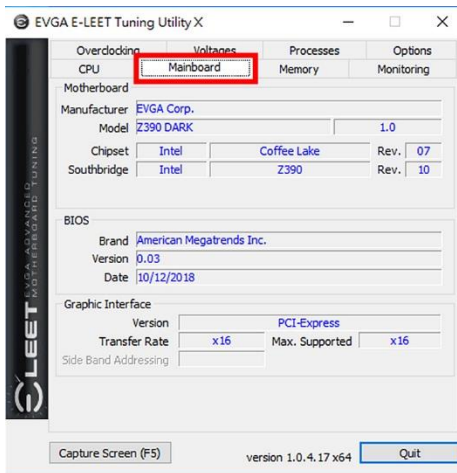 EVGA E-LEET Tuning Utility X
Overclocking Voltages Processes Options
CPU Mainboard Memory Monitoring
Motherboard
Manufacturer EVGA Corp.
Model Z390 DARK 1.0
Chipset Intel Coffee Lake Rev. 07
Southbridge Intel Z390 Rev. 10
BIOS
Brand American Megatrends Inc.
Version 0.03
Date 10/12/2018
Graphic Interface
Version PCI-Express
Transfer Rate x16 Max. Supported x16
Side Band Addressing
Capture Screen (F5) version 1.0.4.17 x64 Quit
E-LEET EVGA ADVANCED
MOTHERBOARD TUNING